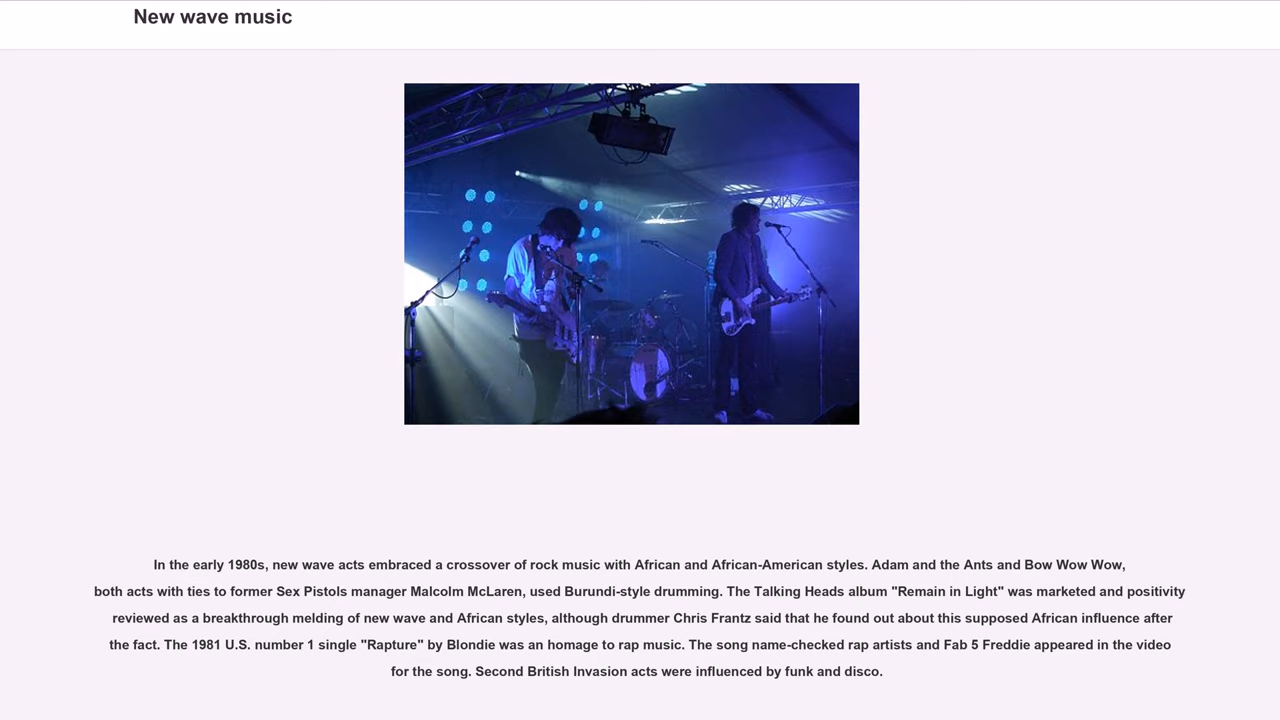 New wave music
In the early 1980s, new wave acts embraced a crossover of rock music with African and African-American styles. Adam and the Ants and Bow Wow Wow,
both acts with ties to former Sex Pistols manager Malcolm McLaren, used Burundi-style drumming. The Talking Heads album "Remain in Light" was marketed and positivity
reviewed as a breakthrough melding of new wave and African styles, although drummer Chris Frantz said that he found out about this supposed African influence after
the fact. The 1981 U.S. number 1 single "Rapture" by Blondie was an homage to rap music. The song name-checked rap artists and Fab 5 Freddie appeared in the video
for the song. Second British Invasion acts were influenced by funk and disco.